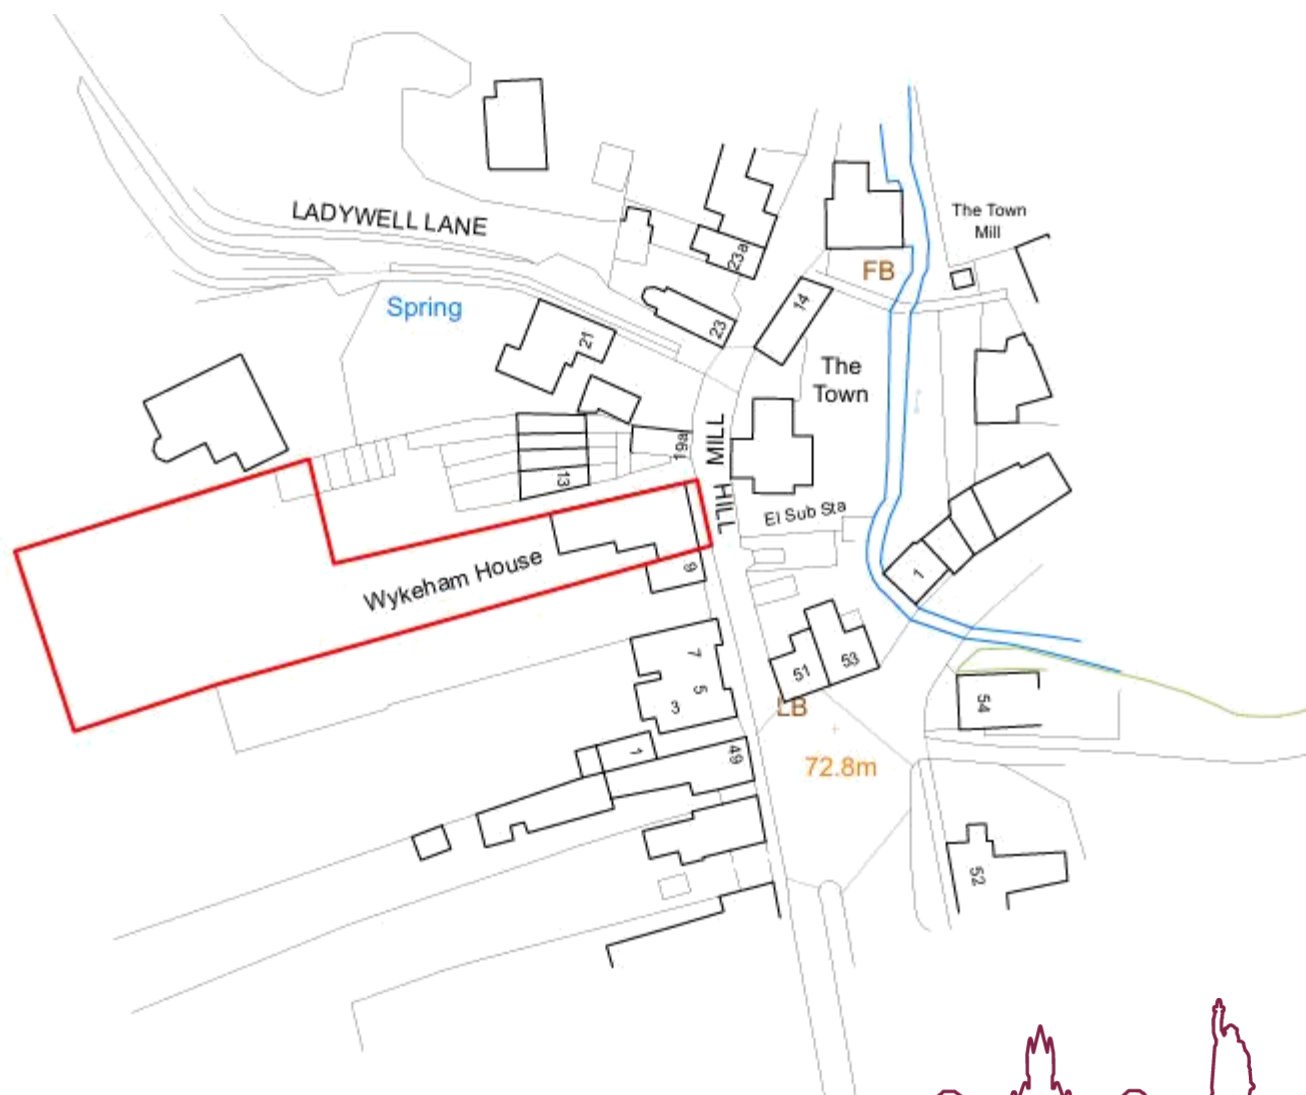 LADYWELL LANE
The Town
Mill
23a
FB
Spring
14
23
21
The
Town
MILL HILL
19a
13
El Sub Sta
Wykeham House
9
1
7
53
51
5
3
LB
54
1
49
72.8m
52